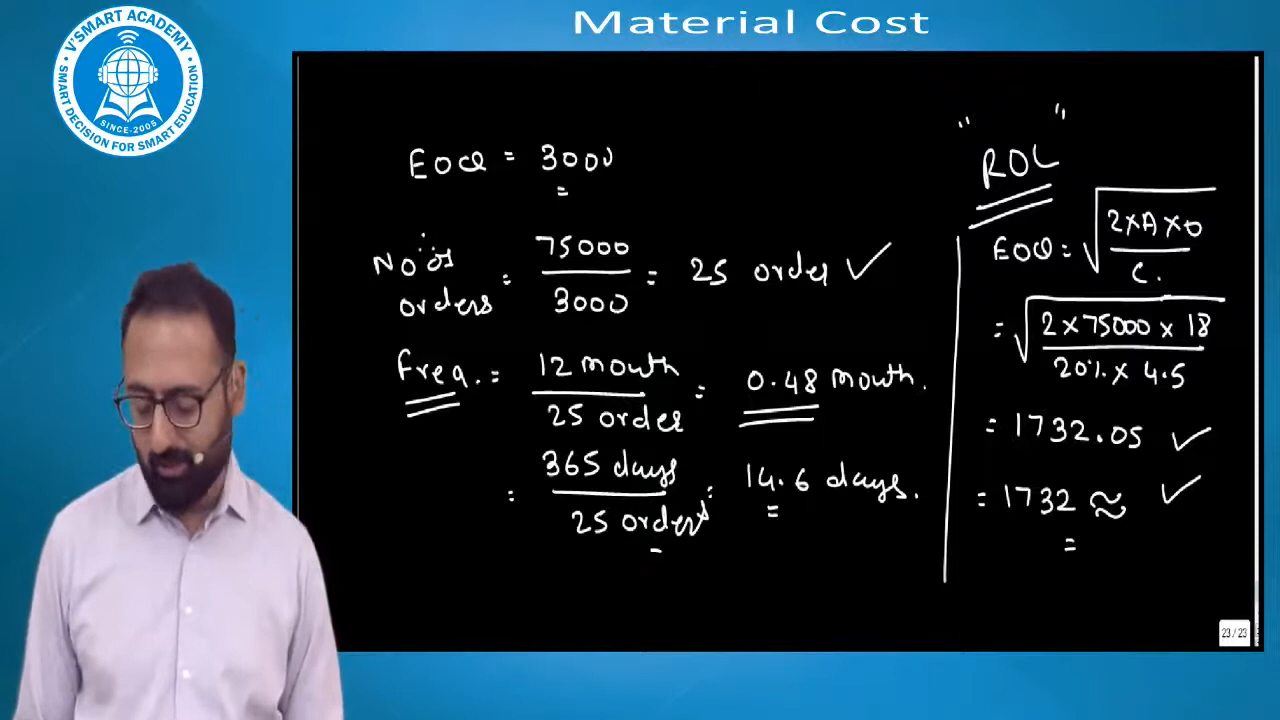 Material Cost
V'SMART ACADEMY
SINCE-2005
SMART DECISION FOR SMART EDUCATION
EOQ = 3000
No of orders = 75000 / 3000 = 25 order ✓
Freq. = 12 month / 25 order = 0.48 month.
= 365 days / 25 orders = 14.6 days.
" "
ROL
EOQ = √(2×A×O / C.)
= √(2×75000×18 / 20%×4.5)
= 1732.05 ✓
= 1732 ≈ ✓
23 / 23